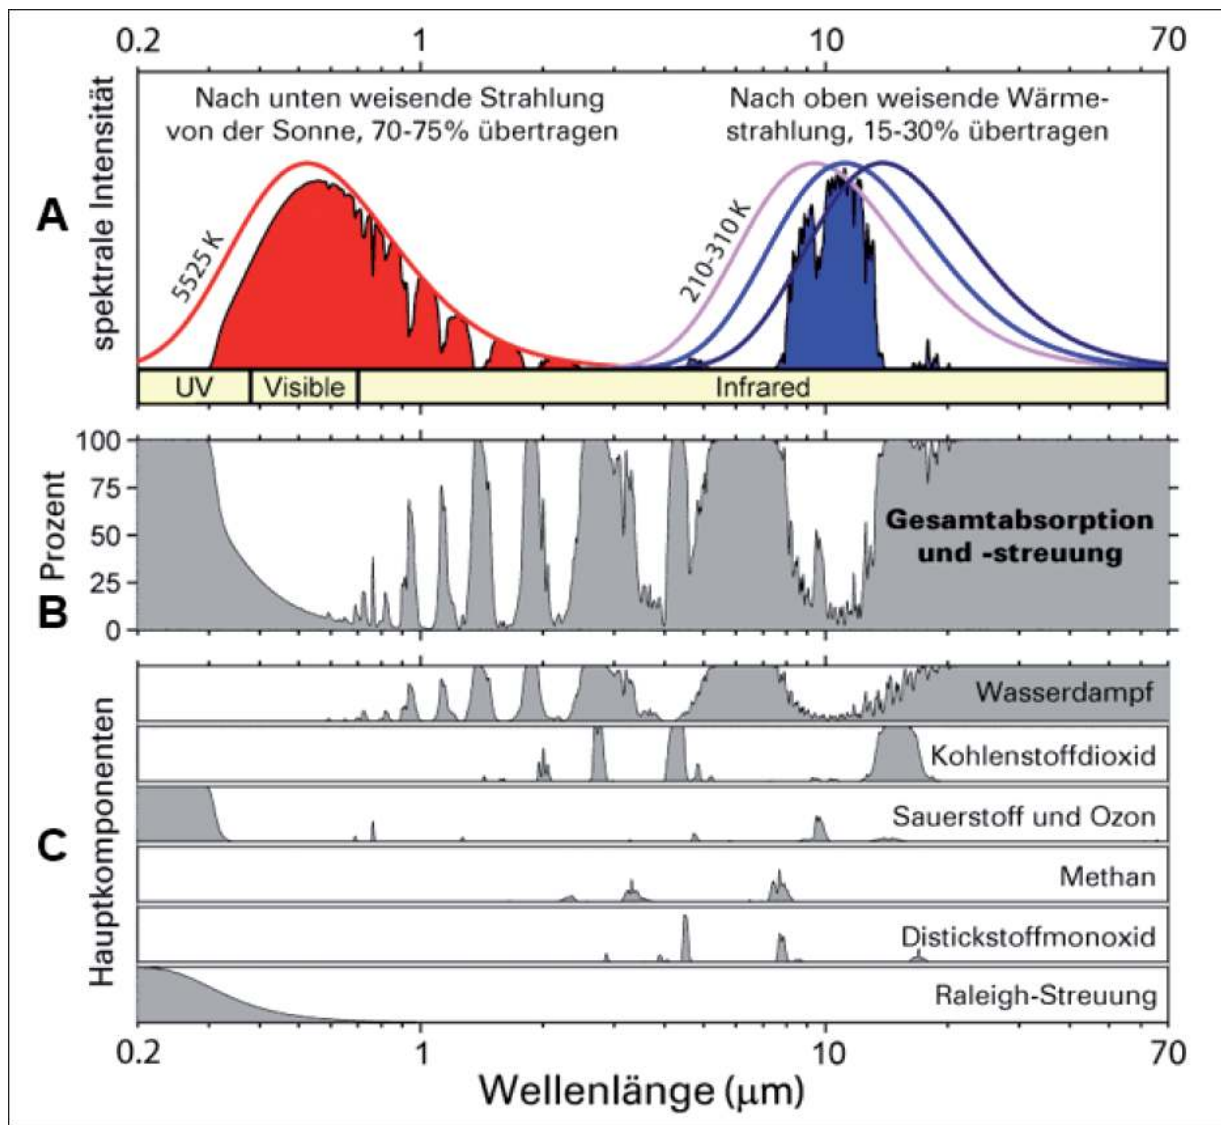 0.2 1 10 70
Nach unten weisende Strahlung
von der Sonne, 70-75% übertragen
Nach oben weisende Wärme-
strahlung, 15-30% übertragen
A
spektrale Intensität
5525 K
210-310 K
UV Visible Infrared
B
Prozent
100
75
50
25
0
Gesamtabsorption
und -streuung
C
Hauptkomponenten
Wasserdampf
Kohlenstoffdioxid
Sauerstoff und Ozon
Methan
Distickstoffmonoxid
Raleigh-Streuung
0.2 1 10 70
Wellenlänge (μm)